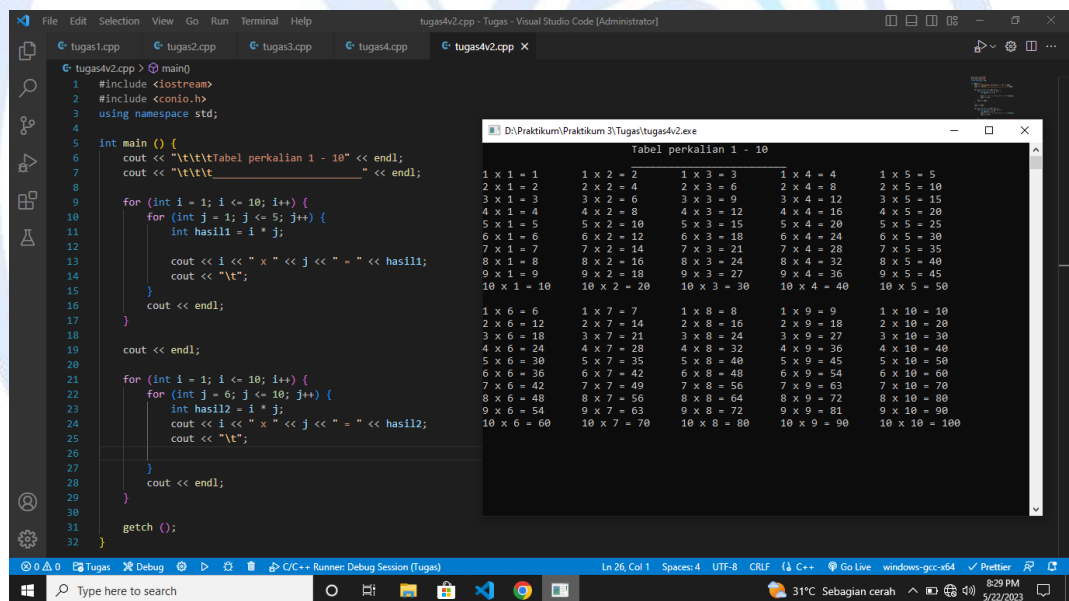 File Edit Selection View Go Run Terminal Help tugas4v2.cpp - Tugas - Visual Studio Code [Administrator]
tugas1.cpp tugas2.cpp tugas3.cpp tugas4.cpp tugas4v2.cpp
tugas4v2.cpp > main()
1 #include <iostream>
2 #include <conio.h>
3 using namespace std;
4
5 int main () {
6 cout << "\t\t\tTabel perkalian 1 - 10" << endl;
7 cout << "\t\t\t_________________________" << endl;
8
9 for (int i = 1; i <= 10; i++) {
10 for (int j = 1; j <= 5; j++) {
11 int hasil1 = i * j;
12
13 cout << i << " x " << j << " = " << hasil1;
14 cout << "\t";
15 }
16 cout << endl;
17 }
18
19 cout << endl;
20
21 for (int i = 1; i <= 10; i++) {
22 for (int j = 6; j <= 10; j++) {
23 int hasil2 = i * j;
24 cout << i << " x " << j << " = " << hasil2;
25 cout << "\t";
26
27 }
28 cout << endl;
29 }
30
31 getch ();
32 }
D:\Praktikum\Praktikum 3\Tugas\tugas4v2.exe
Tabel perkalian 1 - 10
_________________________
1 x 1 = 1 1 x 2 = 2 1 x 3 = 3 1 x 4 = 4 1 x 5 = 5
2 x 1 = 2 2 x 2 = 4 2 x 3 = 6 2 x 4 = 8 2 x 5 = 10
3 x 1 = 3 3 x 2 = 6 3 x 3 = 9 3 x 4 = 12 3 x 5 = 15
4 x 1 = 4 4 x 2 = 8 4 x 3 = 12 4 x 4 = 16 4 x 5 = 20
5 x 1 = 5 5 x 2 = 10 5 x 3 = 15 5 x 4 = 20 5 x 5 = 25
6 x 1 = 6 6 x 2 = 12 6 x 3 = 18 6 x 4 = 24 6 x 5 = 30
7 x 1 = 7 7 x 2 = 14 7 x 3 = 21 7 x 4 = 28 7 x 5 = 35
8 x 1 = 8 8 x 2 = 16 8 x 3 = 24 8 x 4 = 32 8 x 5 = 40
9 x 1 = 9 9 x 2 = 18 9 x 3 = 27 9 x 4 = 36 9 x 5 = 45
10 x 1 = 10 10 x 2 = 20 10 x 3 = 30 10 x 4 = 40 10 x 5 = 50
1 x 6 = 6 1 x 7 = 7 1 x 8 = 8 1 x 9 = 9 1 x 10 = 10
2 x 6 = 12 2 x 7 = 14 2 x 8 = 16 2 x 9 = 18 2 x 10 = 20
3 x 6 = 18 3 x 7 = 21 3 x 8 = 24 3 x 9 = 27 3 x 10 = 30
4 x 6 = 24 4 x 7 = 28 4 x 8 = 32 4 x 9 = 36 4 x 10 = 40
5 x 6 = 30 5 x 7 = 35 5 x 8 = 40 5 x 9 = 45 5 x 10 = 50
6 x 6 = 36 6 x 7 = 42 6 x 8 = 48 6 x 9 = 54 6 x 10 = 60
7 x 6 = 42 7 x 7 = 49 7 x 8 = 56 7 x 9 = 63 7 x 10 = 70
8 x 6 = 48 8 x 7 = 56 8 x 8 = 64 8 x 9 = 72 8 x 10 = 80
9 x 6 = 54 9 x 7 = 63 9 x 8 = 72 9 x 9 = 81 9 x 10 = 90
10 x 6 = 60 10 x 7 = 70 10 x 8 = 80 10 x 9 = 90 10 x 10 = 100
0 0 Tugas Debug C/C++ Runner: Debug Session (Tugas) Ln 26, Col 1 Spaces: 4 UTF-8 CRLF C++ Go Live windows-gcc-x64 Prettier
Type here to search 31°C Sebagian cerah 8:29 PM
5/22/2023